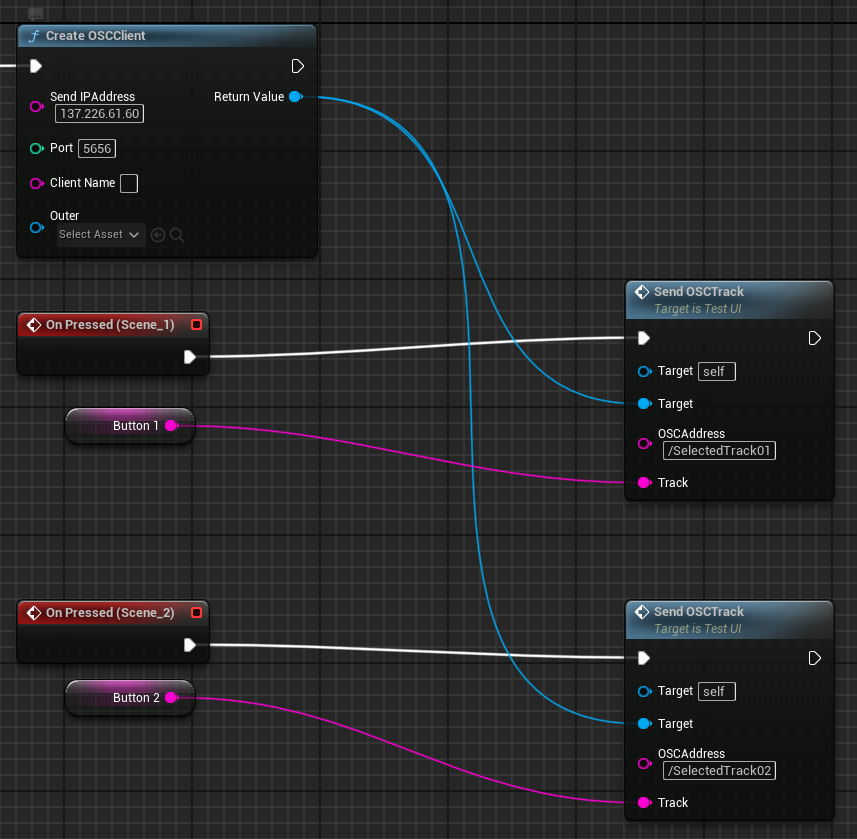 f Create OSCClient
Send IPAddress
137.226.61.60
Return Value
Port 5656
Client Name
Outer
Select Asset
On Pressed (Scene_1)
Button 1
Send OSCTrack
Target is Test UI
Target self
Target
OSCAddress
/SelectedTrack01
Track
On Pressed (Scene_2)
Button 2
Send OSCTrack
Target is Test UI
Target self
Target
OSCAddress
/SelectedTrack02
Track